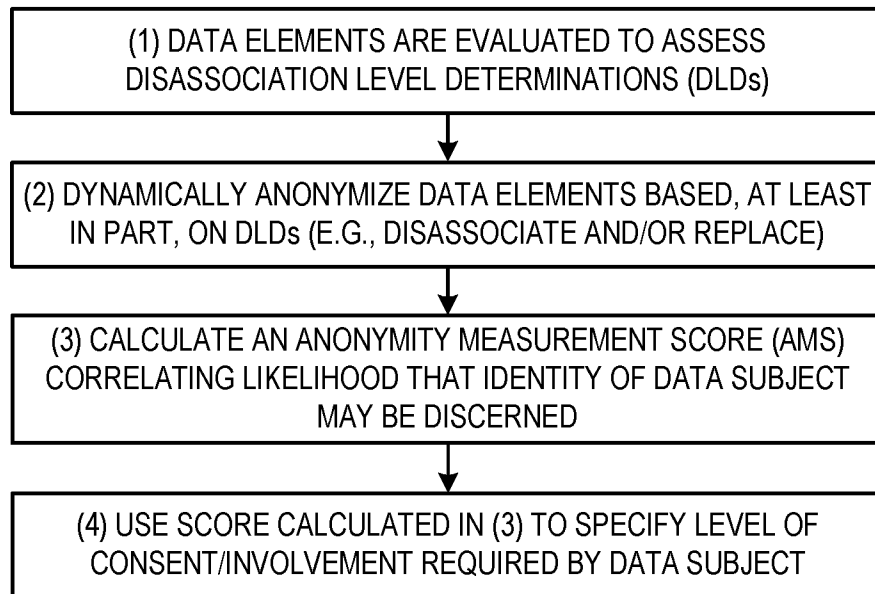 (1) DATA ELEMENTS ARE EVALUATED TO ASSESS
DISASSOCIATION LEVEL DETERMINATIONS (DLDs)
(2) DYNAMICALLY ANONYMIZE DATA ELEMENTS BASED, AT LEAST
IN PART, ON DLDs (E.G., DISASSOCIATE AND/OR REPLACE)
(3) CALCULATE AN ANONYMITY MEASUREMENT SCORE (AMS)
CORRELATING LIKELIHOOD THAT IDENTITY OF DATA SUBJECT
MAY BE DISCERNED
(4) USE SCORE CALCULATED IN (3) TO SPECIFY LEVEL OF
CONSENT/INVOLVEMENT REQUIRED BY DATA SUBJECT